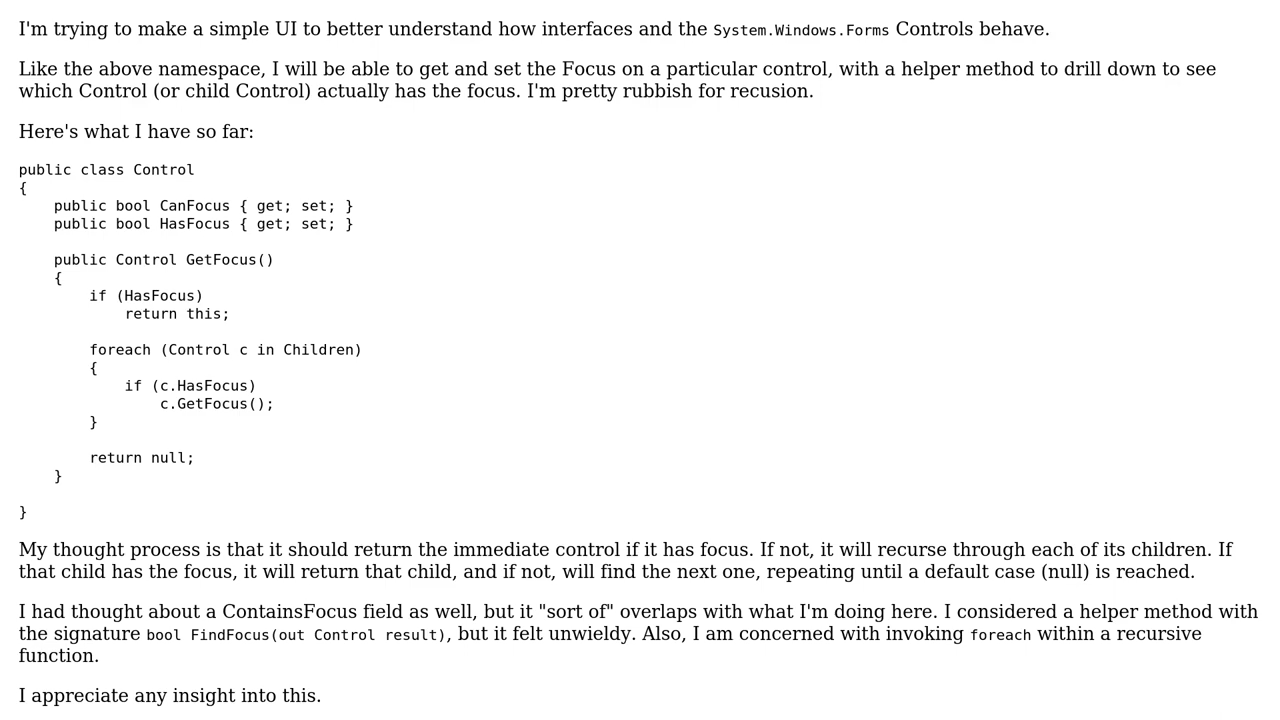 I'm trying to make a simple UI to better understand how interfaces and the System.Windows.Forms Controls behave.
Like the above namespace, I will be able to get and set the Focus on a particular control, with a helper method to drill down to see
which Control (or child Control) actually has the focus. I'm pretty rubbish for recusion.
Here's what I have so far:
public class Control
{
    public bool CanFocus { get; set; }
    public bool HasFocus { get; set; }

    public Control GetFocus()
    {
        if (HasFocus)
            return this;

        foreach (Control c in Children)
        {
            if (c.HasFocus)
                c.GetFocus();
        }

        return null;
    }

}
My thought process is that it should return the immediate control if it has focus. If not, it will recurse through each of its children. If
that child has the focus, it will return that child, and if not, will find the next one, repeating until a default case (null) is reached.
I had thought about a ContainsFocus field as well, but it "sort of" overlaps with what I'm doing here. I considered a helper method with
the signature bool FindFocus(out Control result), but it felt unwieldy. Also, I am concerned with invoking foreach within a recursive
function.
I appreciate any insight into this.